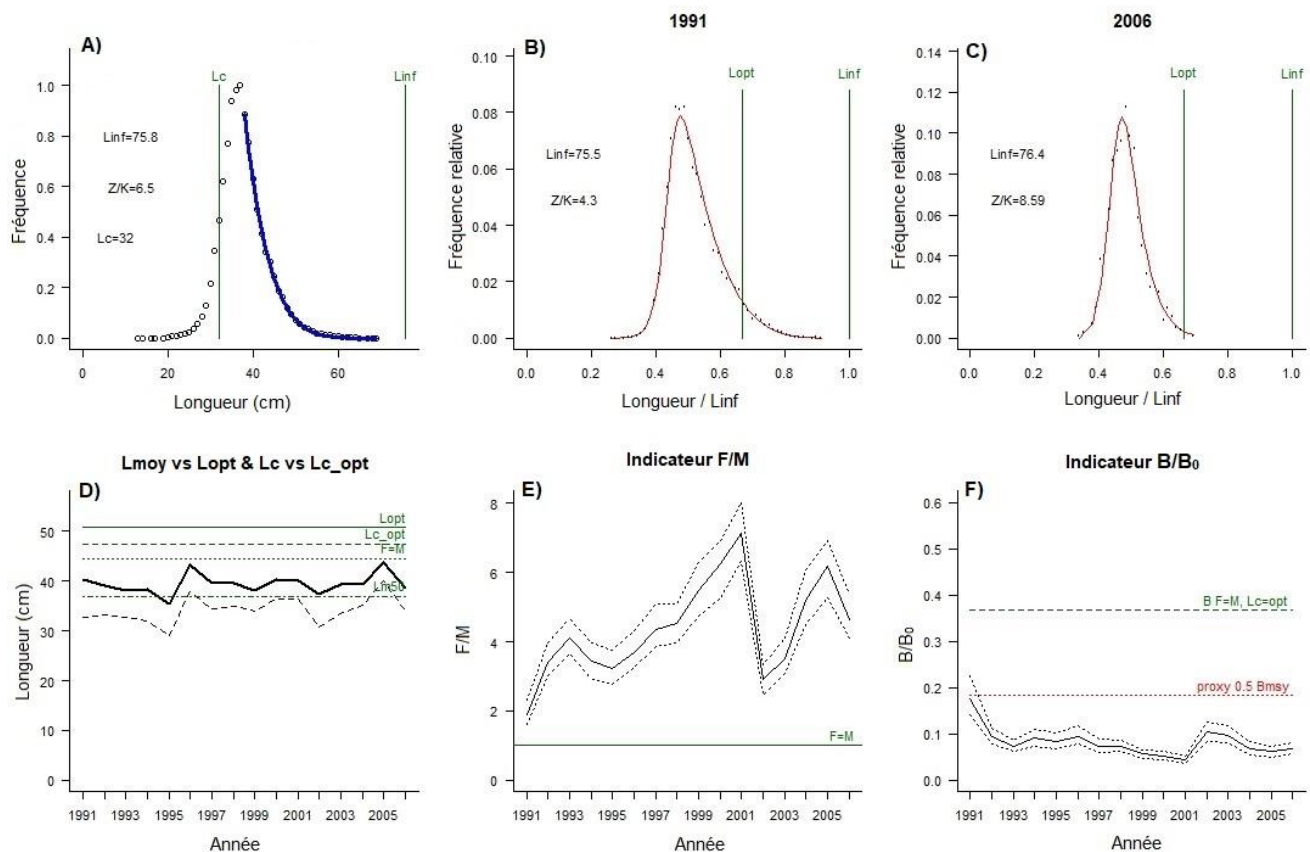 A)
Lc
Linf
Linf=75.8
Z/K=6.5
Lc=32
1.0
0.8
0.6
0.4
0.2
0.0
Fréquence
0
20
40
60
Longueur (cm)
1991
B)
Lopt
Linf
Linf=75.5
Z/K=4.3
0.10
0.08
0.06
0.04
0.02
0.00
Fréquence relative
0.0
0.2
0.4
0.6
0.8
1.0
Longueur / Linf
2006
C)
Lopt
Linf
Linf=76.4
Z/K=8.59
0.14
0.12
0.10
0.08
0.06
0.04
0.02
0.00
Fréquence relative
0.0
0.2
0.4
0.6
0.8
1.0
Longueur / Linf
Lmoy vs Lopt & Lc vs Lc_opt
D)
Lopt
Lc_opt
F=M
Lm50
50
40
30
20
10
0
Longueur (cm)
1991
1993
1995
1997
1999
2001
2003
2005
Année
Indicateur F/M
E)
8
6
4
2
0
F/M
F=M
1991
1993
1995
1997
1999
2001
2003
2005
Année
Indicateur B/B₀
F)
0.6
0.5
0.4
0.3
0.2
0.1
0.0
B/B₀
B F=M, Lc=opt
proxy 0.5 Bmsy
1991
1993
1995
1997
1999
2001
2003
2005
Année